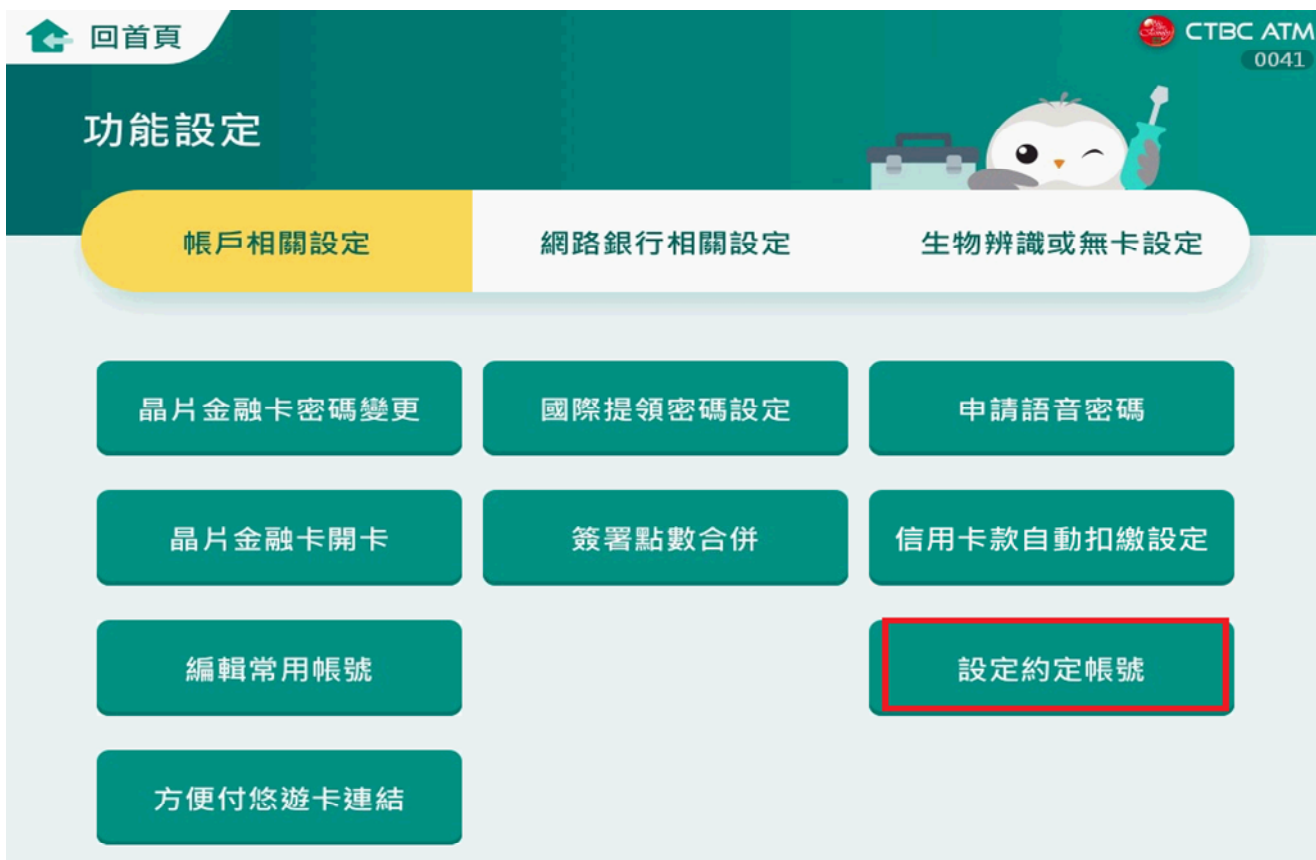 回首頁
CTBC ATM
0041
功能設定
帳戶相關設定
網路銀行相關設定
生物辨識或無卡設定
晶片金融卡密碼變更
國際提領密碼設定
申請語音密碼
晶片金融卡開卡
簽署點數合併
信用卡款自動扣繳設定
編輯常用帳號
設定約定帳號
方便付悠遊卡連結